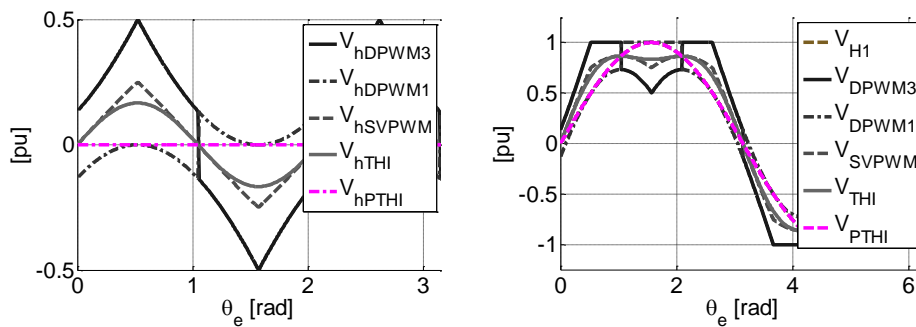 0.5
0
-0.5
[pu]
0
1
2
3
θe [rad]
VhDPWM3
VhDPWM1
VhSVPWM
VhTHI
VhPTHI
1
0.5
0
-0.5
-1
[pu]
0
2
4
6
θe [rad]
VH1
VDPWM3
VDPWM1
VSVPWM
VTHI
VPTHI